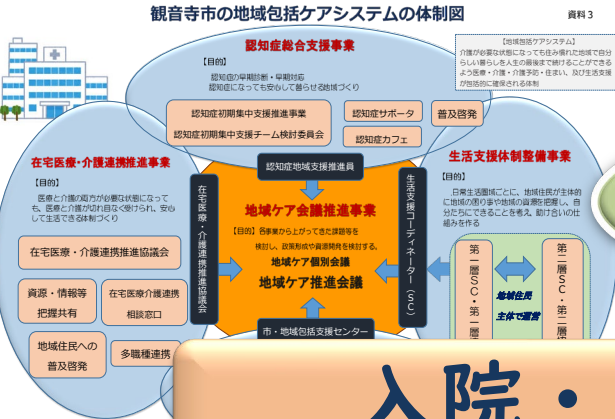 観音寺市の地域包括ケアシステムの体制図
資料3
【地域包括ケアシステム】
介護が必要な状態になっても住み慣れた地域で自分
らしい暮らしを人生の最後まで続けることができる
よう医療・介護・介護予防・住まい、及び生活支援
が包括的に確保される体制
認知症総合支援事業
【目的】
認知症の早期診断・早期対応
認知症になっても安心して暮らせる地域づくり
認知症初期集中支援推進事業
認知症初期集中支援チーム検討委員会
認知症サポータ
認知症カフェ
普及啓発
認知症地域支援推進員
在宅医療・介護連携推進事業
【目的】
医療と介護の両方が必要な状態になって
も、医療と介護が切れ目なく受けられ、安心
して生活できる体制づくり
在宅医療・介護連携推進協議会
資源・情報等
把握共有
在宅医療介護連携
相談窓口
地域住民への
普及啓発
多職種連携
在宅医療・介護連携推進協議会
地域ケア会議推進事業
【目的】各事業から上がってきた課題等を
検討し、政策形成や資源開発を検討する。
地域ケア個別会議
地域ケア推進会議
市・地域包括支援センター
生活支援コーディネーター（SC）
生活支援体制整備事業
【目的】
日常生活圏域ごとに、地域住民が主体的
に地域の困り事や地域の資源を把握し、自
分たちにできることを考え、助け合いの仕
組みを作る
第一層SC・第一層
地域住民
主体で運営
第二層SC・第二層
入院・